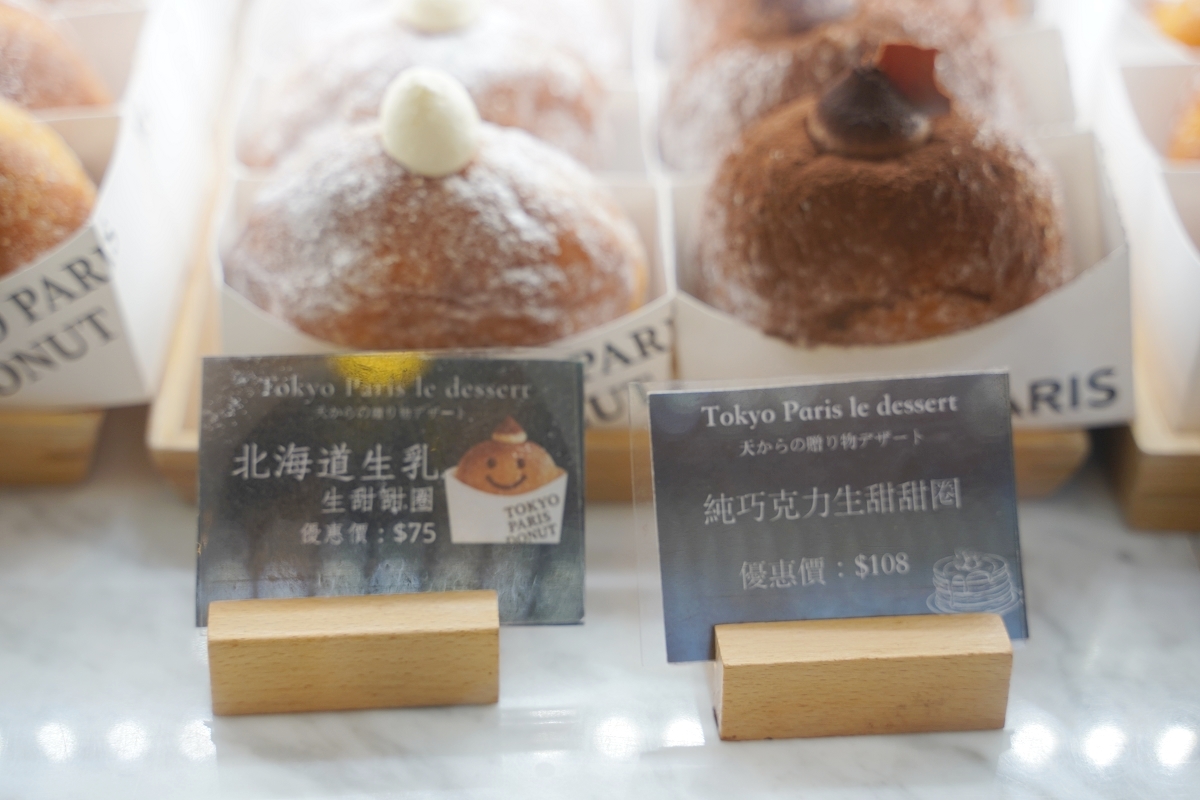 PARIS
DONUT
PARI
UT
ARIS
Tokyo Paris le dessert
天からの贈り物デザート
北海道生乳
生甜甜圈
優惠價：$75
TOKYO
PARIS
DONUT
Tokyo Paris le dessert
天からの贈り物デザート
純巧克力生甜甜圈
優惠價：$108